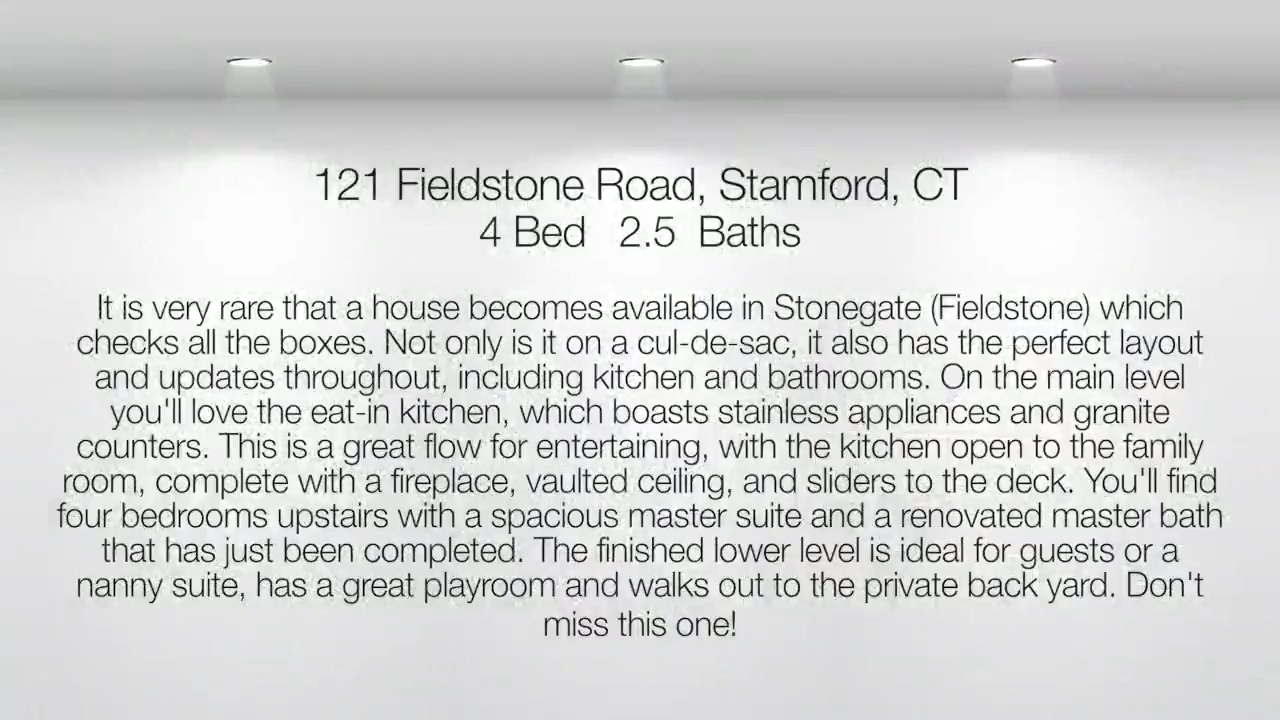 121 Fieldstone Road, Stamford, CT
4 Bed 2.5 Baths
It is very rare that a house becomes available in Stonegate (Fieldstone) which
checks all the boxes. Not only is it on a cul-de-sac, it also has the perfect layout
and updates throughout, including kitchen and bathrooms. On the main level
you'll love the eat-in kitchen, which boasts stainless appliances and granite
counters. This is a great flow for entertaining, with the kitchen open to the family
room, complete with a fireplace, vaulted ceiling, and sliders to the deck. You'll find
four bedrooms upstairs with a spacious master suite and a renovated master bath
that has just been completed. The finished lower level is ideal for guests or a
nanny suite, has a great playroom and walks out to the private back yard. Don't
miss this one!